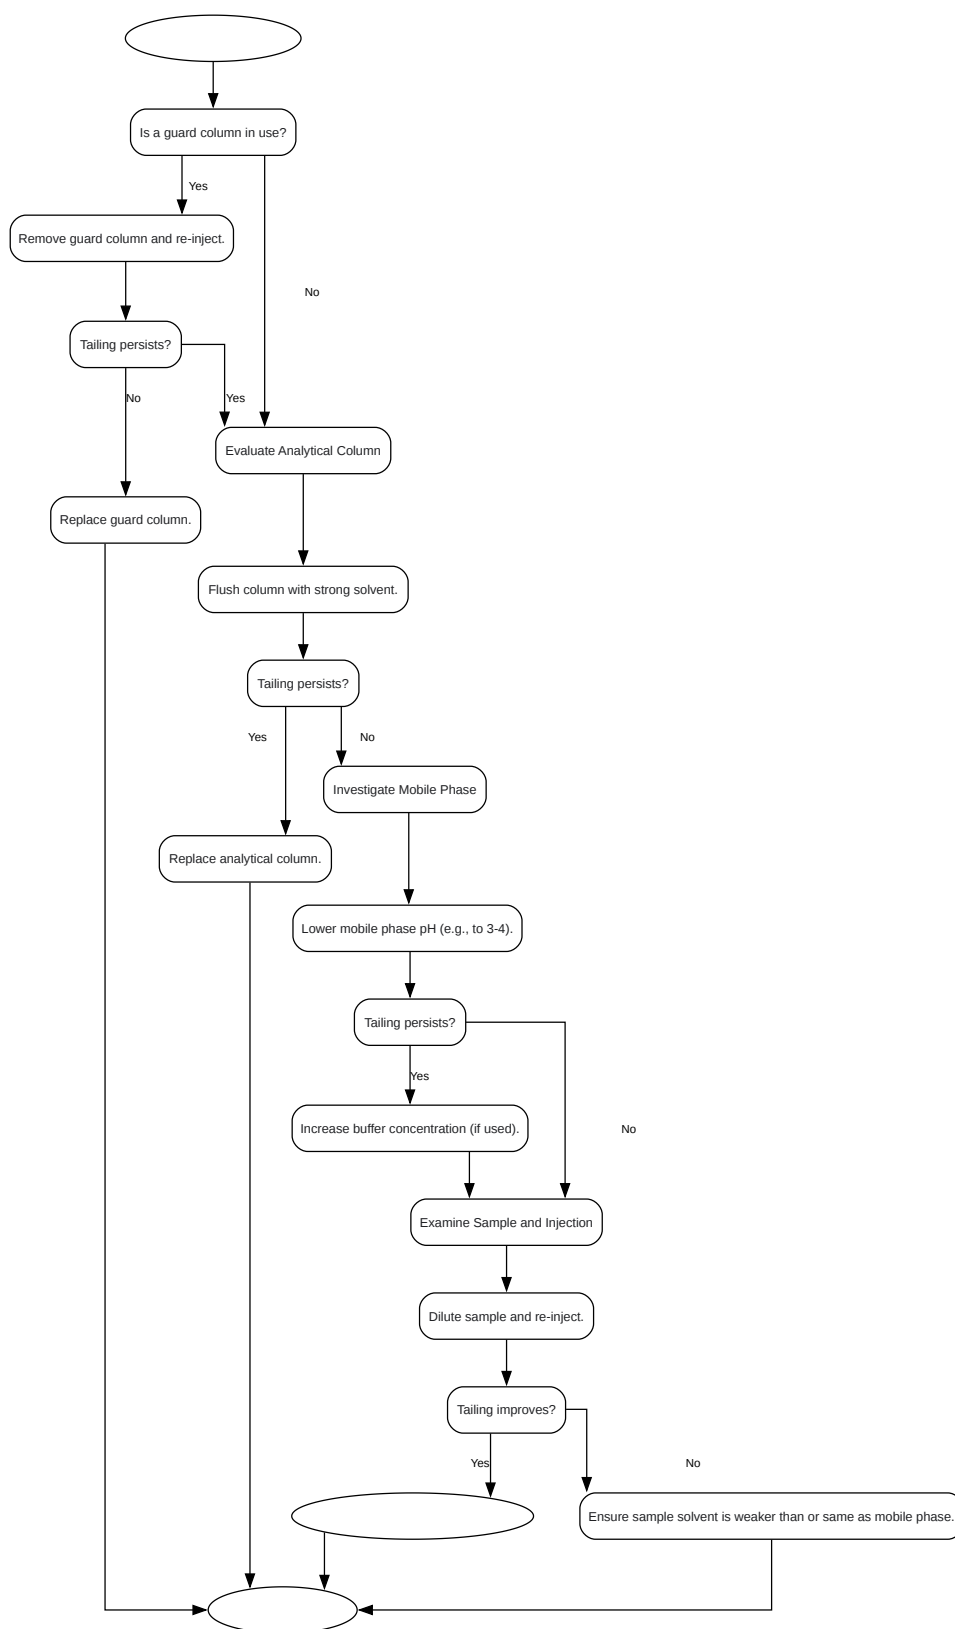 Is a guard column in use?
Yes
Remove guard column and re-inject.
No
Tailing persists?
No
Yes
Evaluate Analytical Column
Replace guard column.
Flush column with strong solvent.
Tailing persists?
Yes
No
Investigate Mobile Phase
Replace analytical column.
Lower mobile phase pH (e.g., to 3-4).
Tailing persists?
Yes
Increase buffer concentration (if used).
No
Examine Sample and Injection
Dilute sample and re-inject.
Tailing improves?
Yes
No
Ensure sample solvent is weaker than or same as mobile phase.